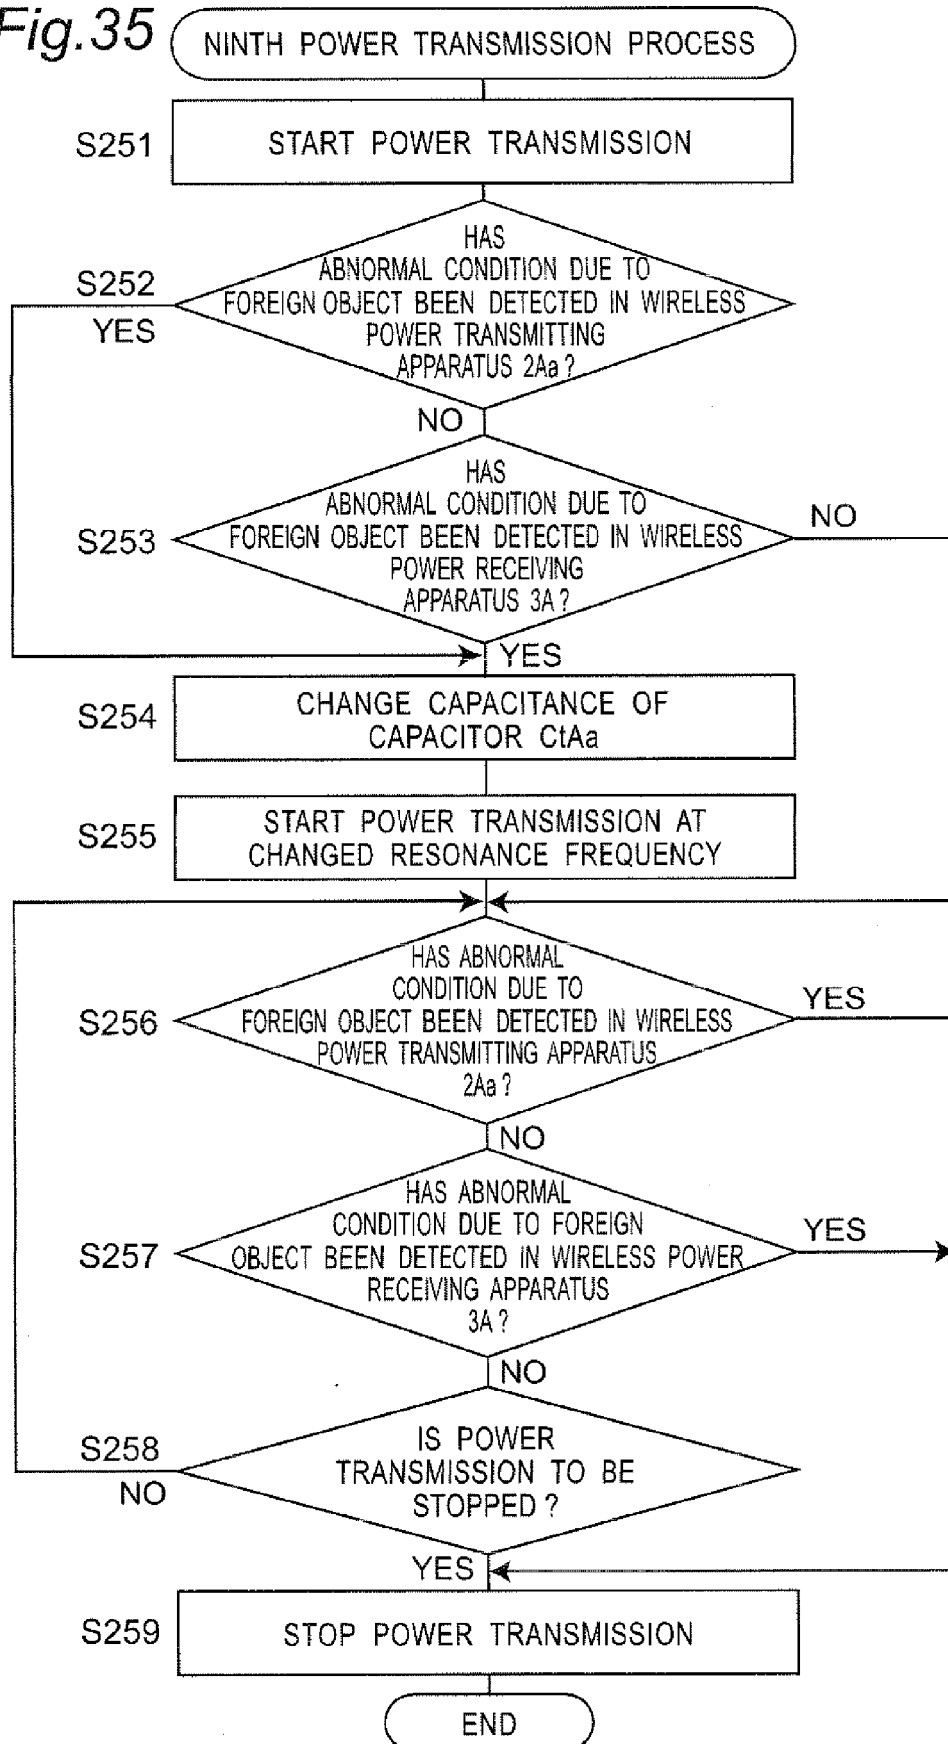 Fig.35
NINTH POWER TRANSMISSION PROCESS
S251
START POWER TRANSMISSION
S252
YES
HAS
ABNORMAL CONDITION DUE TO
FOREIGN OBJECT BEEN DETECTED IN WIRELESS
POWER TRANSMITTING
APPARATUS 2Aa?
NO
S253
HAS
ABNORMAL CONDITION DUE TO
FOREIGN OBJECT BEEN DETECTED IN WIRELESS
POWER RECEIVING
APPARATUS 3A?
NO
YES
S254
CHANGE CAPACITANCE OF
CAPACITOR CtAa
S255
START POWER TRANSMISSION AT
CHANGED RESONANCE FREQUENCY
S256
HAS ABNORMAL
CONDITION DUE TO
FOREIGN OBJECT BEEN DETECTED IN WIRELESS
POWER TRANSMITTING APPARATUS
2Aa?
YES
NO
S257
HAS ABNORMAL
CONDITION DUE TO FOREIGN
OBJECT BEEN DETECTED IN WIRELESS POWER
RECEIVING APPARATUS
3A?
YES
NO
S258
NO
IS POWER
TRANSMISSION TO BE
STOPPED?
YES
S259
STOP POWER TRANSMISSION
END